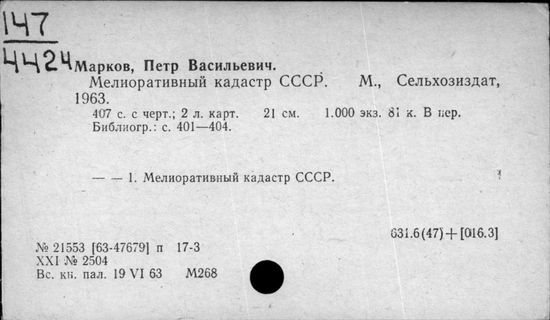 147
4424
Марков, Петр Васильевич.
Мелиоративный кадастр СССР. М., Сельхозиздат,
1963.
407 с. с черт.; 2 л. карт. 21 см. 1.000 экз. 81 к. В пер.
Библиогр.: с. 401—404.
— — 1. Мелиоративный кадастр СССР.
631.6(47)+[016.3]
№ 21553 [63-47679] п 17-3
XXI № 2504
Вс. кн. пал. 19 VI 63 М268